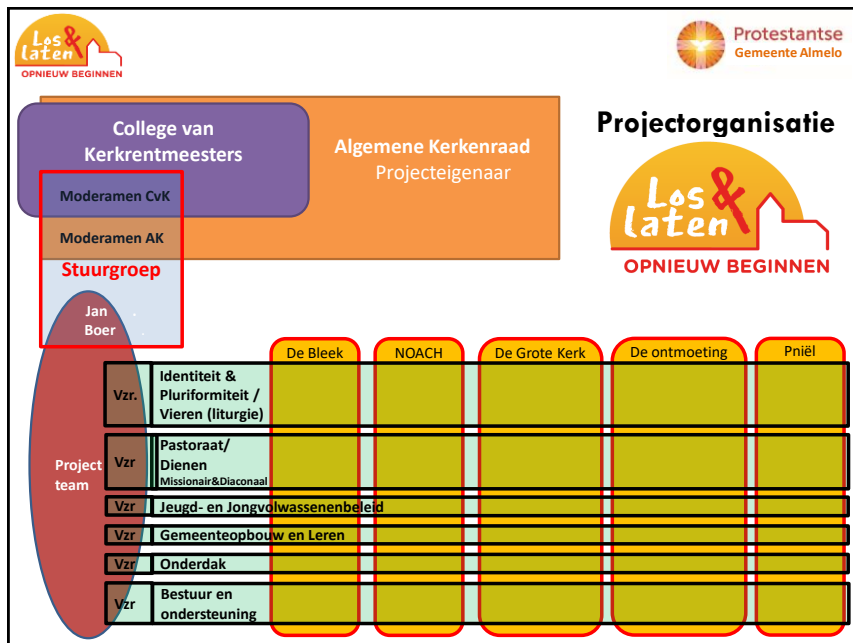 Los &
laten
OPNIEUW BEGINNEN
Protestantse
Gemeente Almelo
College van
Kerkrentmeesters
Algemene Kerkenraad
Projecteigenaar
Projectorganisatie
Los &
laten
OPNIEUW BEGINNEN
Moderamen CvK
Moderamen AK
Stuurgroep
Jan
Boer
De Bleek
NOACH
De Grote Kerk
De ontmoeting
Pniël
Project
team
Vzr.
Identiteit &
Pluriformiteit /
Vieren (liturgie)
Vzr
Pastoraat/
Dienen
Missionair&Diaconaal
Vzr
Jeugd- en Jongvolwassenenbeleid
Vzr
Gemeenteopbouw en Leren
Vzr
Onderdak
Vzr
Bestuur en
ondersteuning